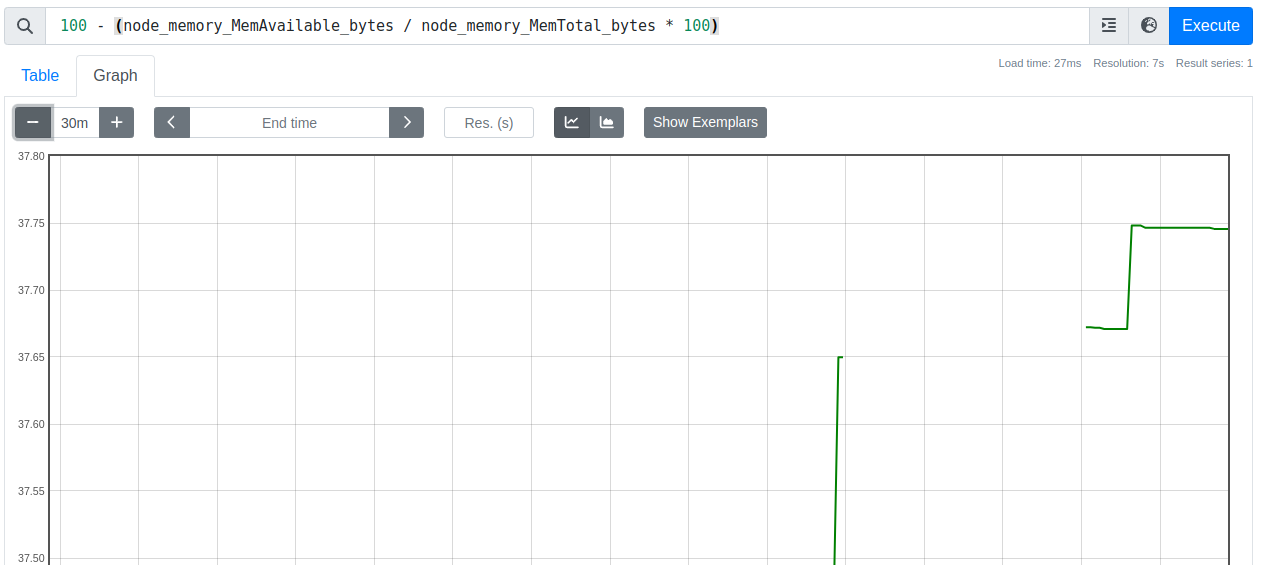 100 - (node_memory_MemAvailable_bytes / node_memory_MemTotal_bytes * 100)
Execute
Table
Graph
Load time: 27ms Resolution: 7s Result series: 1
30m
End time
Res. (s)
Show Exemplars
37.80
37.75
37.70
37.65
37.60
37.55
37.50